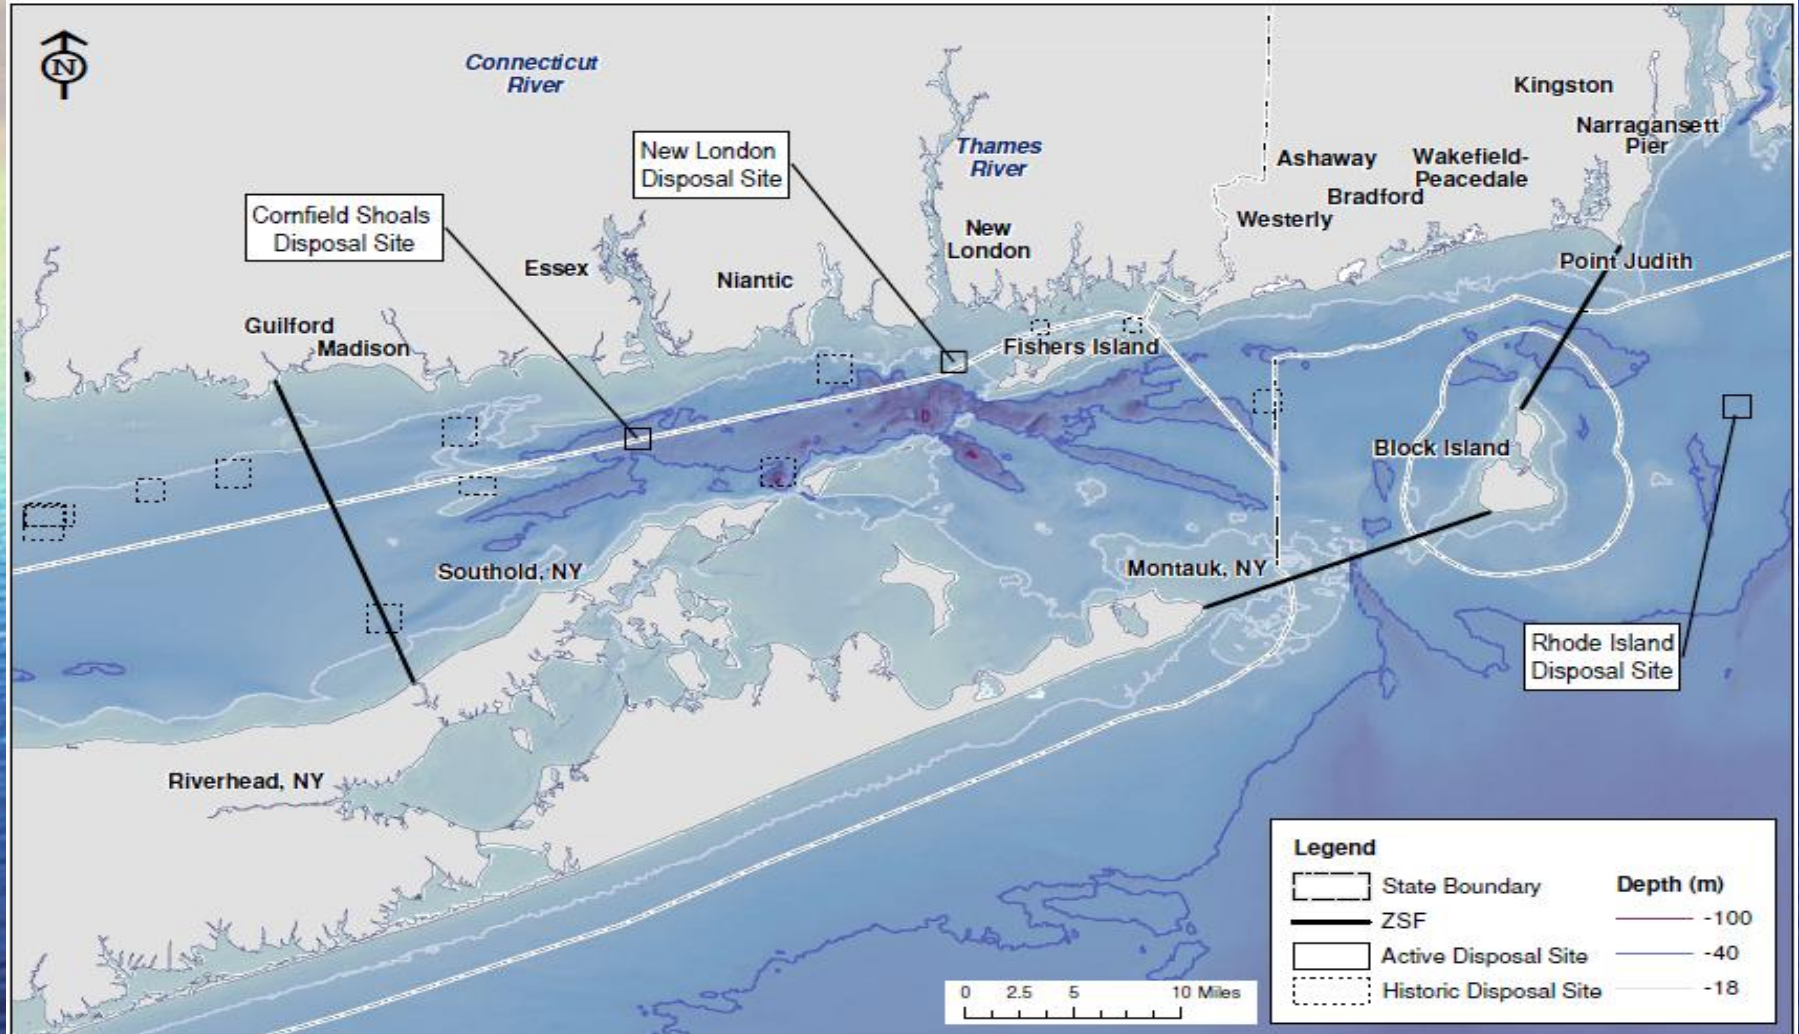 N
Connecticut
River
Kingston
Narragansett
Pier
New London
Disposal Site
Thames
River
Ashaway
Wakefield-
Peacedale
Bradford
Westerly
Cornfield Shoals
Disposal Site
New
London
Essex
Niantic
Point Judith
Guilford
Madison
Fishers Island
Block Island
Southold, NY
Montauk, NY
Rhode Island
Disposal Site
Riverhead, NY
Legend
State Boundary
ZSF
Active Disposal Site
Historic Disposal Site
Depth (m)
-100
-40
-18
0 2.5 5 10 Miles